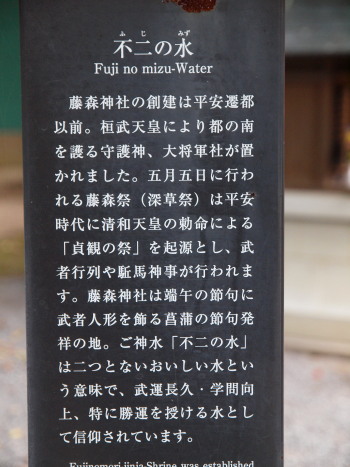 ふじ みず
不二の水
Fuji no mizu-Water
藤森神社の創建は平安遷都
以前。桓武天皇により都の南
を護る守護神、大将軍社が置
かれました。五月五日に行わ
れる藤森祭（深草祭）は平安
時代に清和天皇の勅命による
「貞観の祭」を起源とし、武
者行列や駈馬神事が行われま
す。藤森神社は端午の節句に
武者人形を飾る菖蒲の節句発
祥の地。ご神水「不二の水」
は二つとないおいしい水とい
う意味で、武運長久・学問向
上、特に勝運を授ける水とし
て信仰されています。
Fujinomori-jinja-Shrine was established